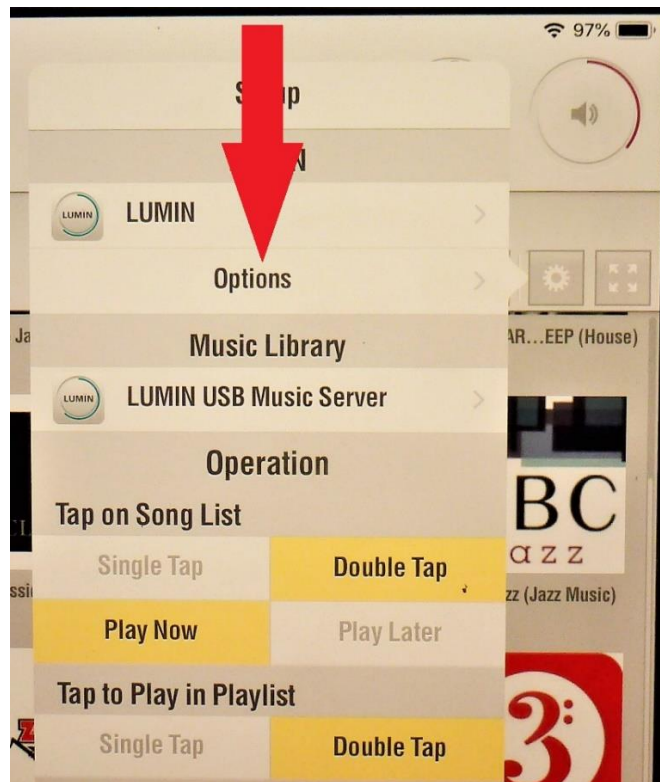 97%
LUMIN
LUMIN
Options
Music Library
AR...EEP (House)
LUMIN
LUMIN USB Music Server
Operation
BC
azz
Tap on Song List
Single Tap
Double Tap
zz (Jazz Music)
Play Now
Play Later
Tap to Play in Playlist
3:
Single Tap
Double Tap